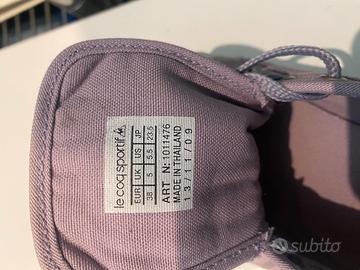 le coq sportif
EUR UK US JP
38 5 5.5 23.5
ART N: 1011476
MADE IN THAILAND
13/11/09
subito